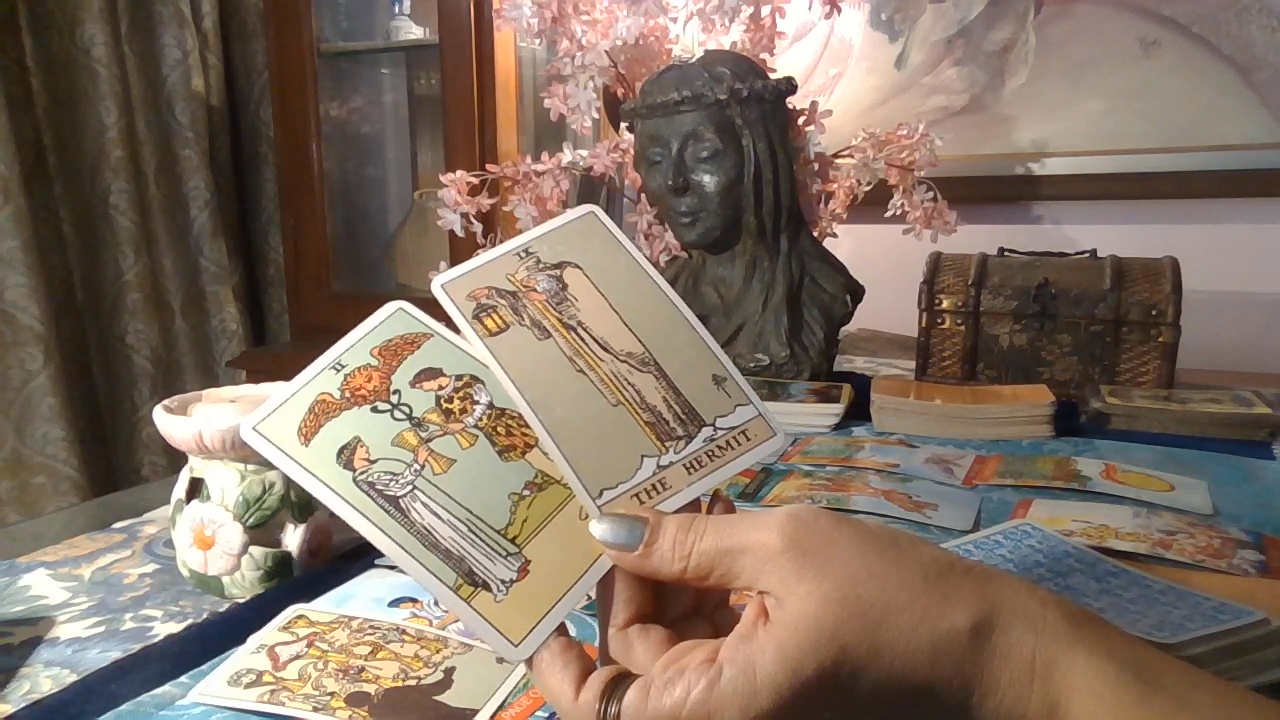 IX
II
THE HERMIT.
PAGE O